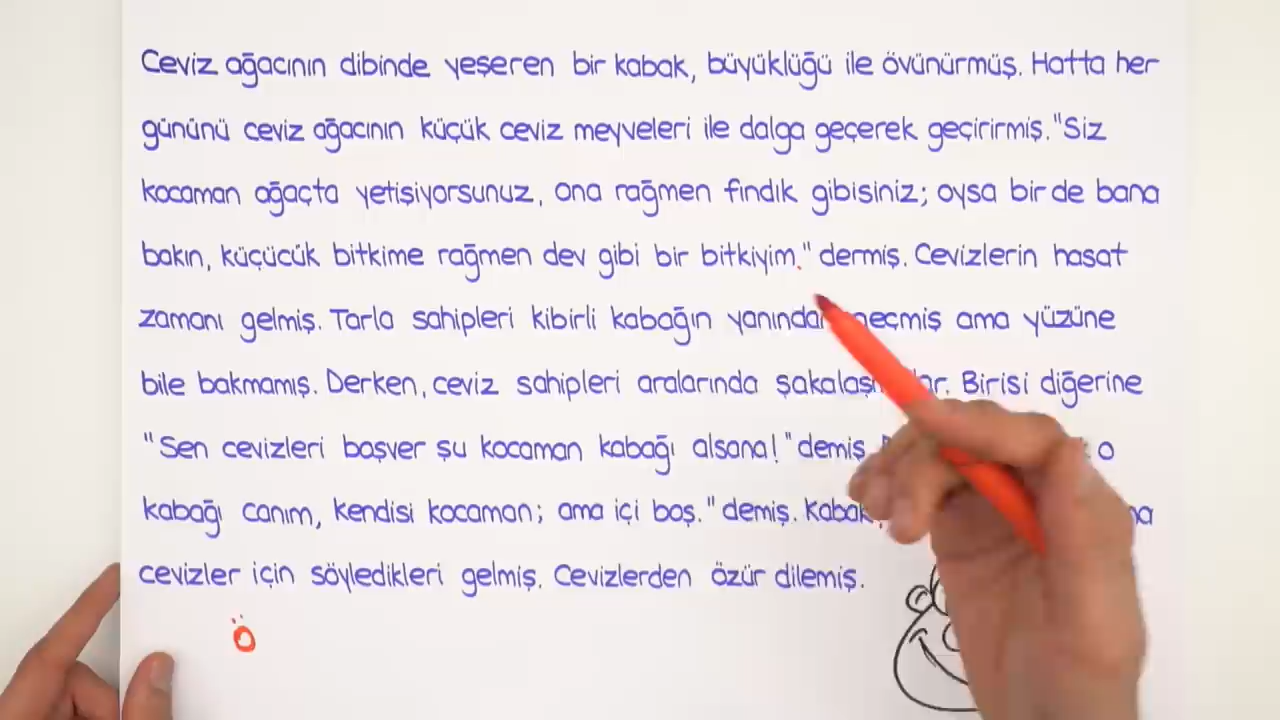 Ceviz ağacının dibinde yeşeren bir kabak, büyüklüğü ile övünürmüş. Hatta her
gününü ceviz ağacının küçük ceviz meyveleri ile dalga geçerek geçirirmiş."Siz
kocaman ağaçta yetişiyorsunuz, ona rağmen fındık gibisiniz; oysa bir de bana
bakın, küçücük bitkime rağmen dev gibi bir bitkiyim." dermiş. Cevizlerin hasat
zamanı gelmiş. Tarla sahipleri kibirli kabağın ama yüzüne
bile bakmamış. Derken, ceviz sahipleri aralarında Birisi diğerine
"Sen cevizleri boşver şu kocaman kabağı alsana!"demiş o
kabağı canım, kendisi kocaman; ama içi boş."demiş. Kabak,
cevizler için söyledikleri gelmiş. Cevizlerden özür dilemiş.
Ö